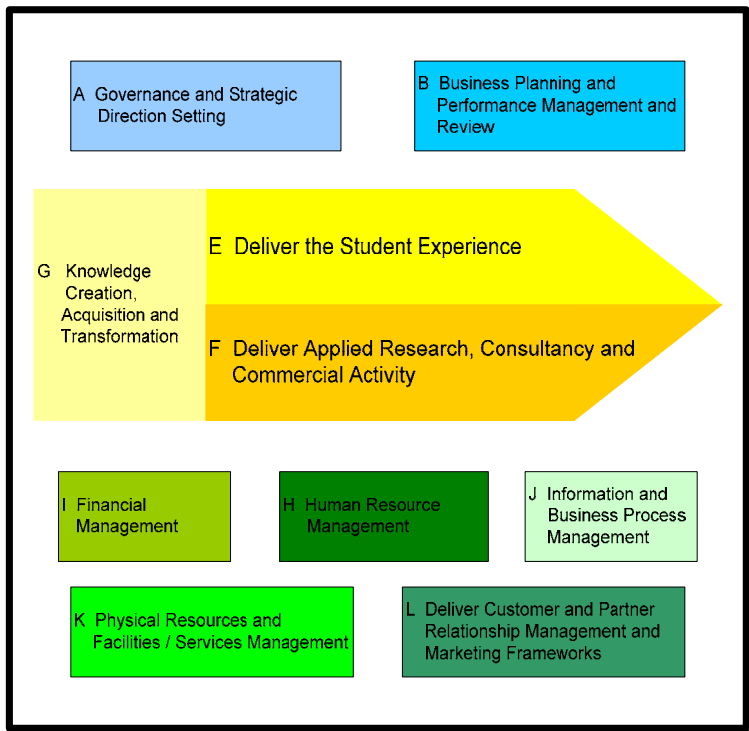 A Governance and Strategic
Direction Setting
B Business Planning and
Performance Management and
Review
G Knowledge
Creation,
Acquisition and
Transformation
E Deliver the Student Experience
F Deliver Applied Research, Consultancy and
Commercial Activity
I Financial
Management
H Human Resource
Management
J Information and
Business Process
Management
K Physical Resources and
Facilities / Services Management
L Deliver Customer and Partner
Relationship Management and
Marketing Frameworks